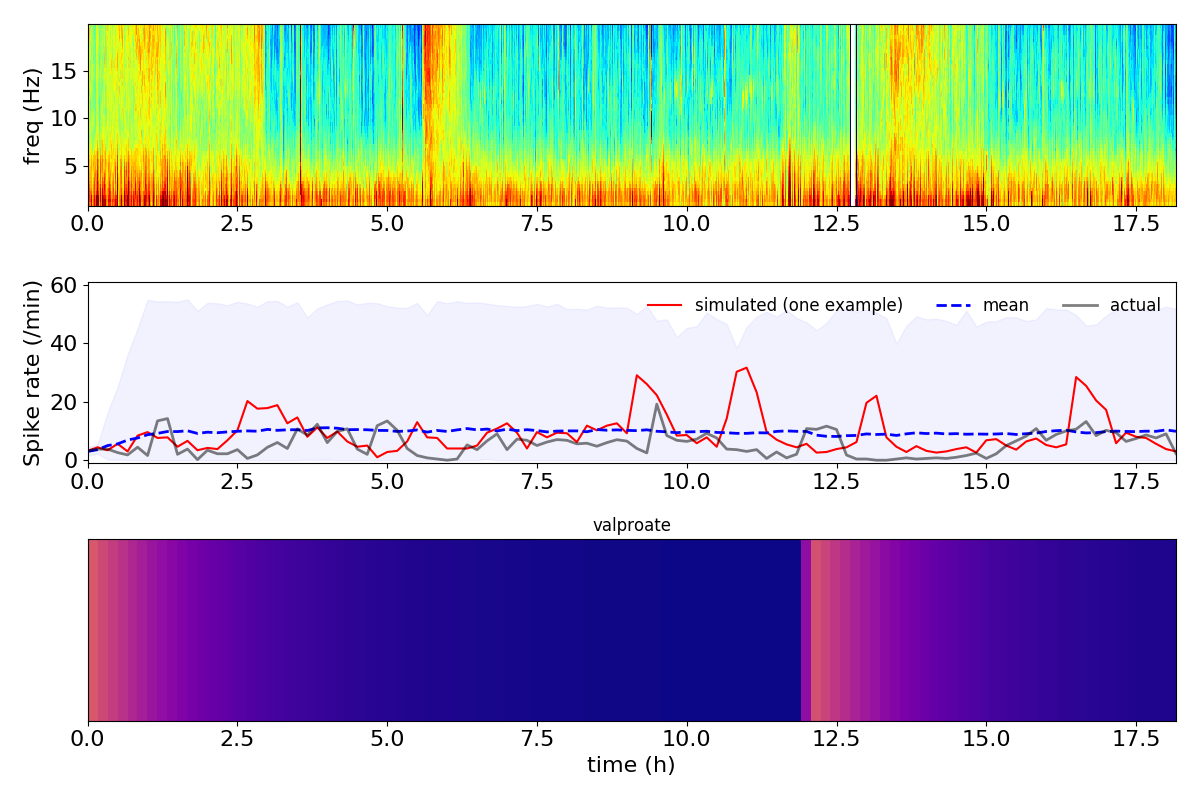 freq (Hz)
15
10
5
0.0 2.5 5.0 7.5 10.0 12.5 15.0 17.5
Spike rate (/min)
60
40
20
0
simulated (one example) mean actual
0.0 2.5 5.0 7.5 10.0 12.5 15.0 17.5
valproate
0.0 2.5 5.0 7.5 10.0 12.5 15.0 17.5
time (h)